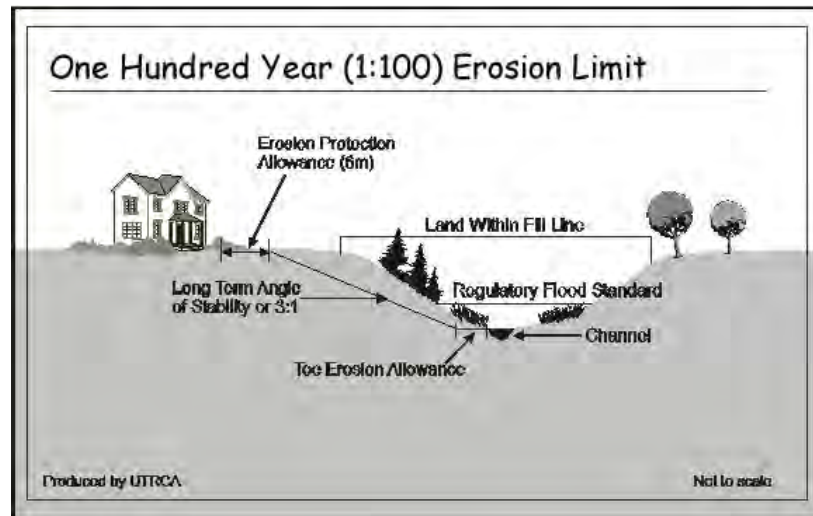 One Hundred Year (1:100) Erosion Limit
Erosion Protection
Allowance (6m)
Land Within Fill Line
Long Term Angle
of Stability or 3:1
Regulatory Flood Standard
Channel
Toe Erosion Allowance
Produced by UTRCA
Not to scale